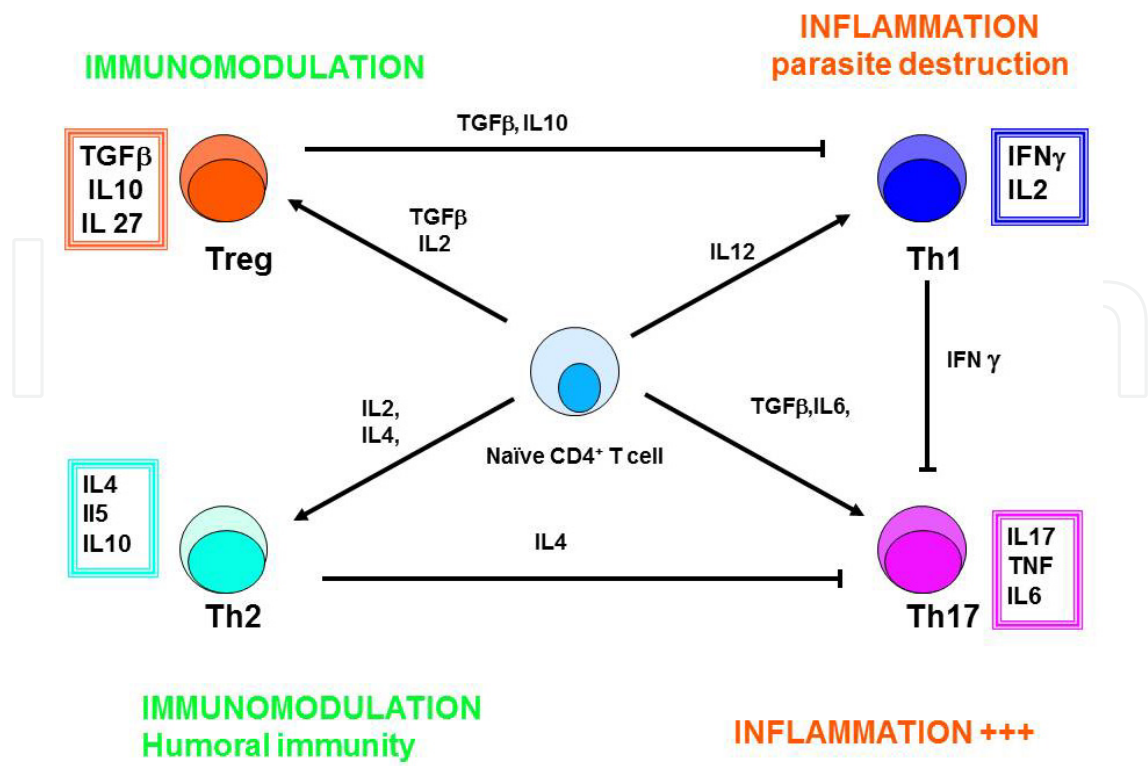 INFLAMMATION
parasite destruction
IMMUNOMODULATION
TGFβ, IL10
TGFβ
IL10
IL 27
Treg
TGFβ
IL2
IL12
IFNγ
IL2
Th1
IFN γ
IL2,
IL4,
TGFβ,IL6,
Naïve CD4⁺ T cell
IL4
Il5
IL10
Th2
IL4
IL17
TNF
IL6
Th17
IMMUNOMODULATION
Humoral immunity
INFLAMMATION +++